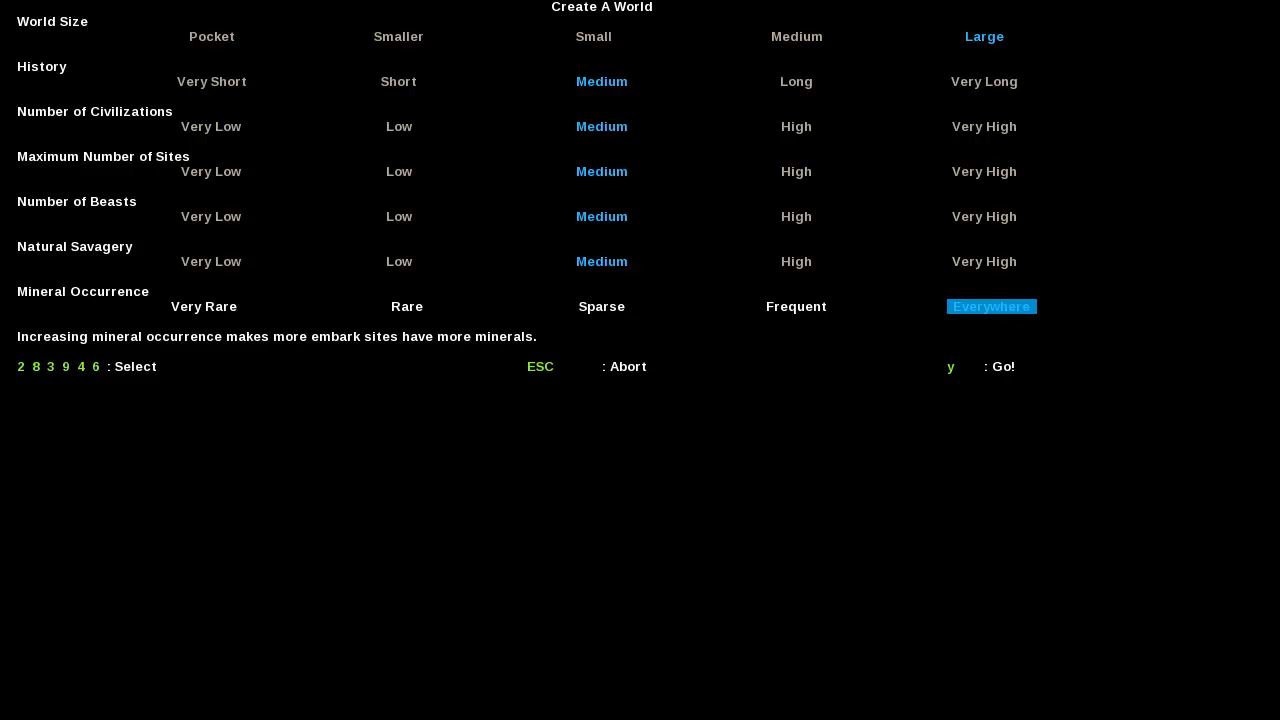 Create A World
World Size
Pocket Smaller Small Medium Large
History
Very Short Short Medium Long Very Long
Number of Civilizations
Very Low Low Medium High Very High
Maximum Number of Sites
Very Low Low Medium High Very High
Number of Beasts
Very Low Low Medium High Very High
Natural Savagery
Very Low Low Medium High Very High
Mineral Occurrence
Very Rare Rare Sparse Frequent Everywhere
Increasing mineral occurrence makes more embark sites have more minerals.
2 8 3 9 4 6 : Select ESC : Abort y : Go!